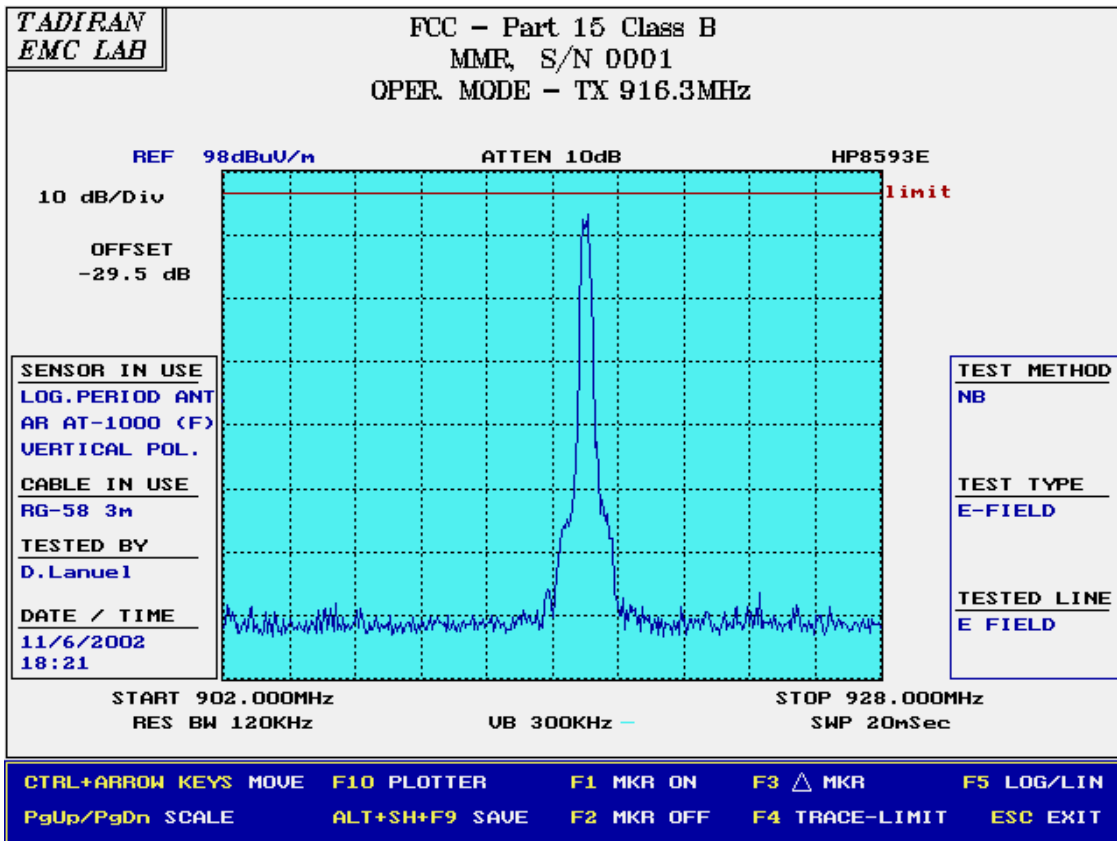 TADIRAN
EMC LAB
FCC - Part 15 Class B
MMR, S/N 0001
OPER. MODE - TX 916.3MHz
REF 98dBuV/m
ATTEN 10dB
HP8593E
10 dB/Div
limit
OFFSET
-29.5 dB
SENSOR IN USE
LOG.PERIOD ANT
AR AT-1000 (F)
VERTICAL POL.
CABLE IN USE
RG-58 3m
TESTED BY
D.Lanuel
DATE / TIME
11/6/2002
18:21
TEST METHOD
NB
TEST TYPE
E-FIELD
TESTED LINE
E FIELD
START 902.000MHz
STOP 928.000MHz
RES BW 120KHz
VB 300KHz
SWP 20mSec
CTRL+ARROW KEYS MOVE F10 PLOTTER F1 MKR ON F3 △ MKR F5 LOG/LIN
PgUp/PgDn SCALE ALT+SH+F9 SAVE F2 MKR OFF F4 TRACE-LIMIT ESC EXIT